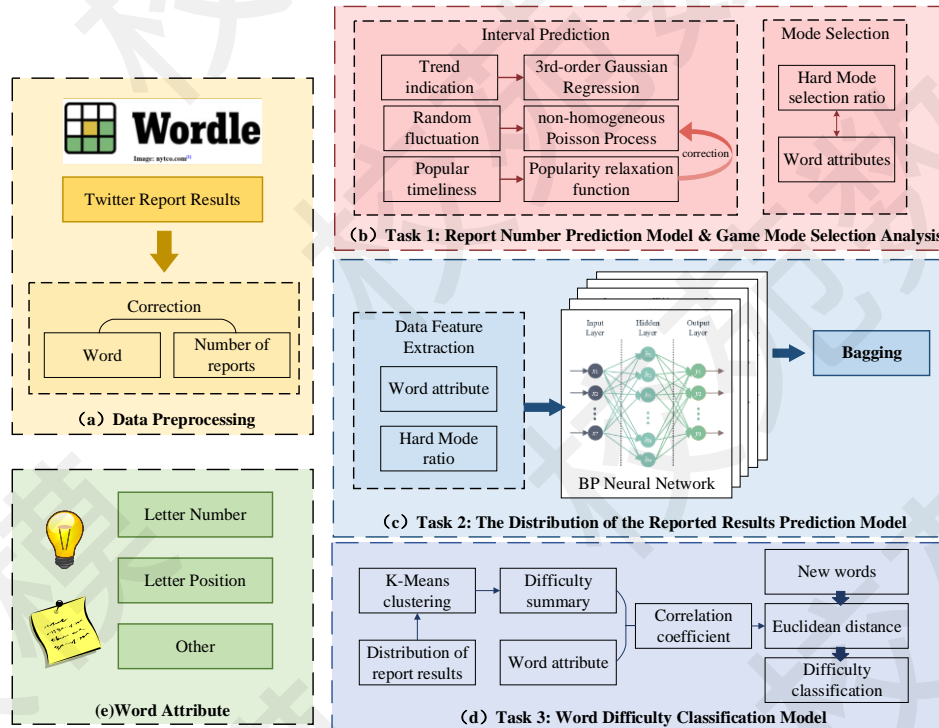 Wordle
Image: nytco.com[1]
Twitter Report Results
Correction
Word
Number of
reports
(a) Data Preprocessing
Interval Prediction
Trend
indication
3rd-order Gaussian
Regression
Random
fluctuation
non-homogeneous
Poisson Process
Popular
timeliness
Popularity relaxation
function
correction
Mode Selection
Hard Mode
selection ratio
Word attributes
(b) Task 1: Report Number Prediction Model & Game Mode Selection Analysis
Data Feature
Extraction
Word attribute
Hard Mode
ratio
Input
Layer
Hidden
Layer
Output
Layer
BP Neural Network
Bagging
(c) Task 2: The Distribution of the Reported Results Prediction Model
Letter Number
Letter Position
Other
(e)Word Attribute
K-Means
clustering
Difficulty
summary
Distribution of
report results
Word attribute
Correlation
coefficient
New words
Euclidean distance
Difficulty
classification
(d) Task 3: Word Difficulty Classification Model